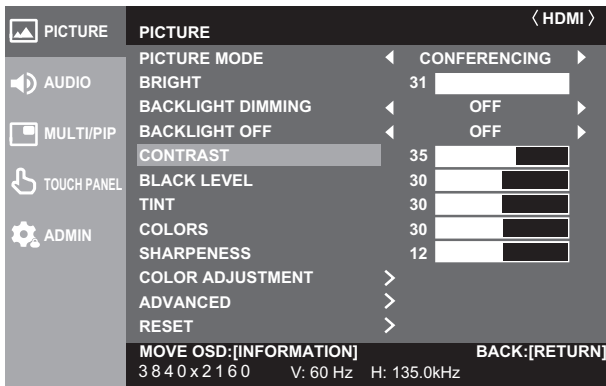 〈 HDMI 〉
PICTURE
AUDIO
MULTI/PIP
TOUCH PANEL
ADMIN
PICTURE
PICTURE MODE CONFERENCING
BRIGHT 31
BACKLIGHT DIMMING OFF
BACKLIGHT OFF OFF
CONTRAST 35
BLACK LEVEL 30
TINT 30
COLORS 30
SHARPENESS 12
COLOR ADJUSTMENT
ADVANCED
RESET
MOVE OSD:[INFORMATION] BACK:[RETURN]
3840x2160 V: 60 Hz H: 135.0kHz